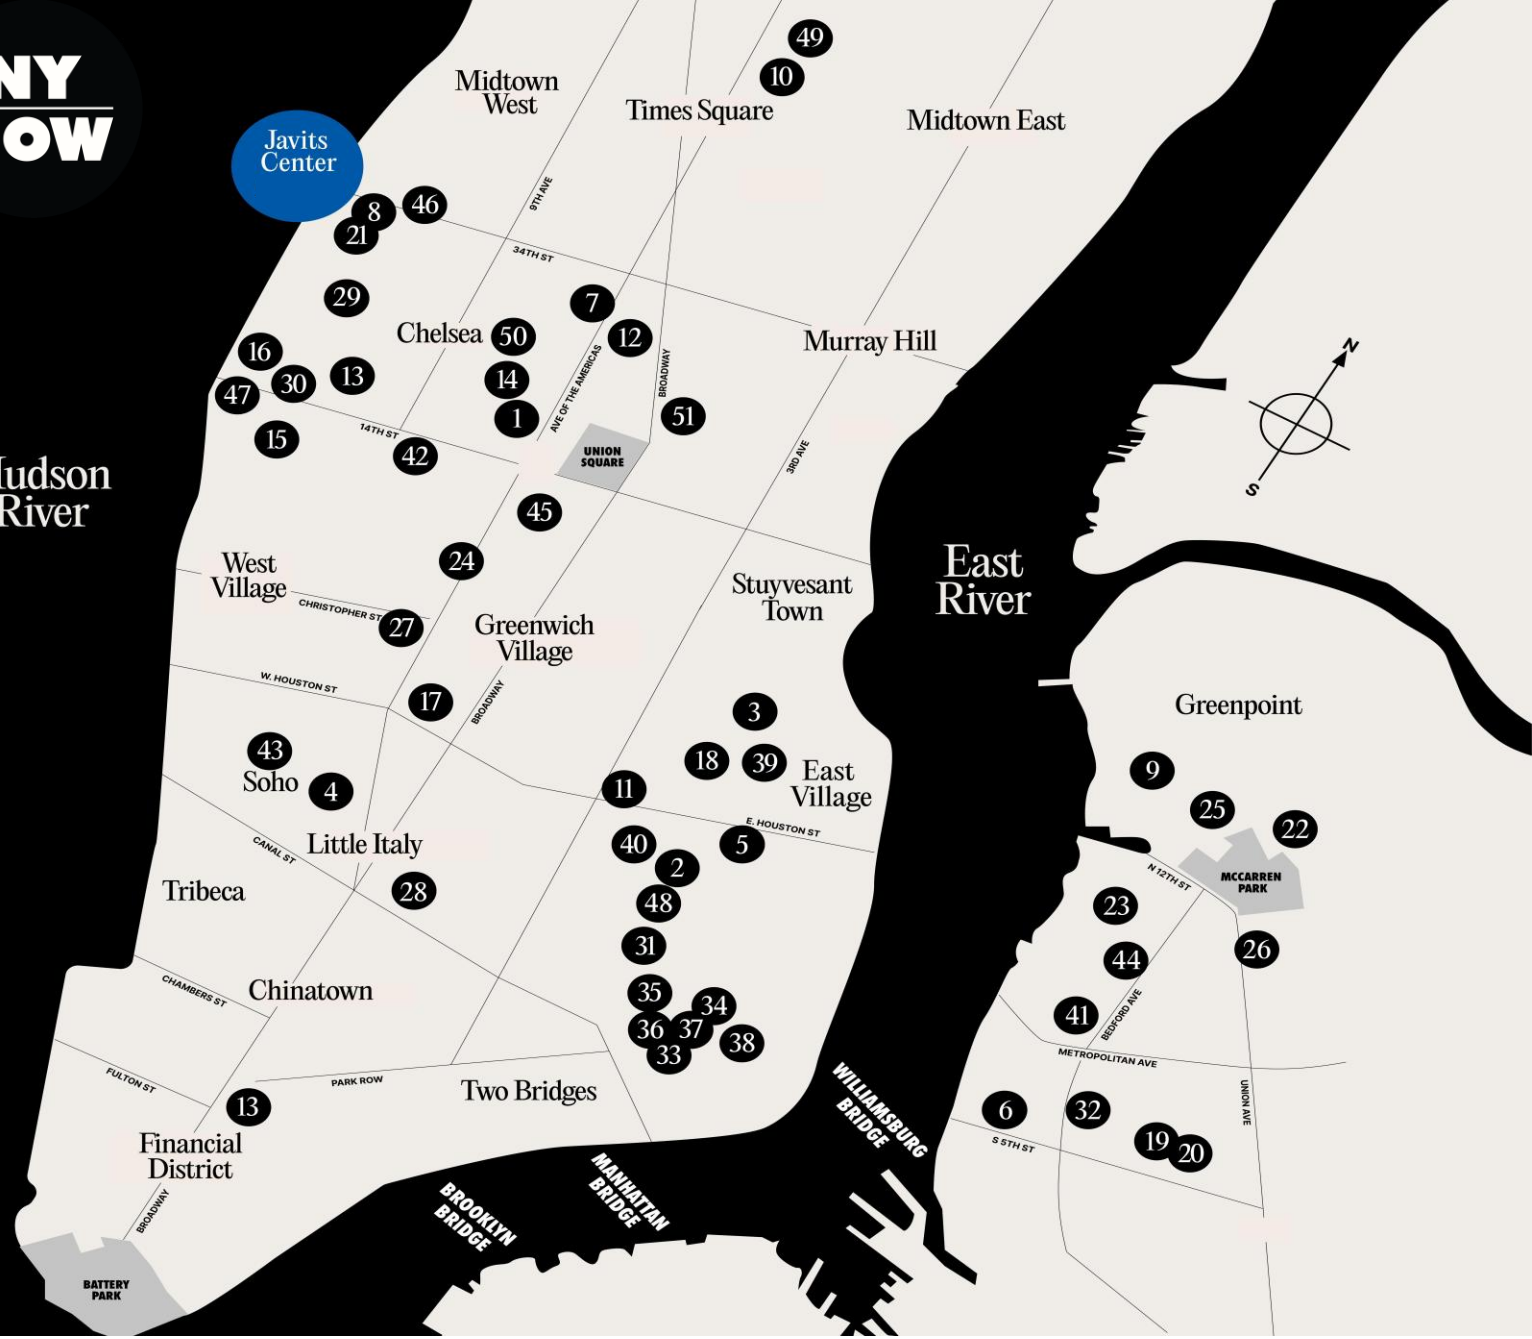 NY
OW
49
10
Midtown
West
Times Square
Midtown East
Javits
Center
9TH AVE
8
46
21
34TH ST
29
7
Chelsea
50
12
Murray Hill
16
14
30
13
47
BROADWAY
AVE OF THE AMERICAS
1
51
N
S
15
14TH ST
42
UNION
SQUARE
3RD AVE
River
45
24
West
Village
CHRISTOPHER ST
27
Stuyvesant
Town
East
River
Greenwich
Village
W. HOUSTON ST
17
BROADWAY
3
Greenpoint
43
Soho
4
18
39
East
Village
11
9
25
22
E. HOUSTON ST
Little Italy
CANAL ST
40
5
2
Tribeca
28
48
N 12TH ST
MCCARREN
PARK
23
31
26
44
Chinatown
CHAMBERS ST
35
34
36
37
33
38
41
BEDFORD AVE
METROPOLITAN AVE
FULTON ST
PARK ROW
13
Two Bridges
WILLIAMSBURG
BRIDGE
6
32
UNION AVE
S 5TH ST
19
20
Financial
District
BROADWAY
MANHATTAN
BRIDGE
BROOKLYN
BRIDGE
BATTERY
PARK